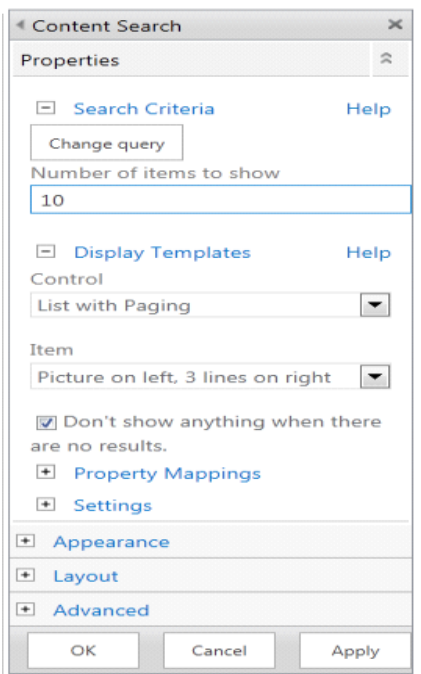 Content Search
Properties
Search Criteria Help
Change query
Number of items to show
10
Display Templates Help
Control
List with Paging
Item
Picture on left, 3 lines on right
Don't show anything when there
are no results.
Property Mappings
Settings
Appearance
Layout
Advanced
OK Cancel Apply